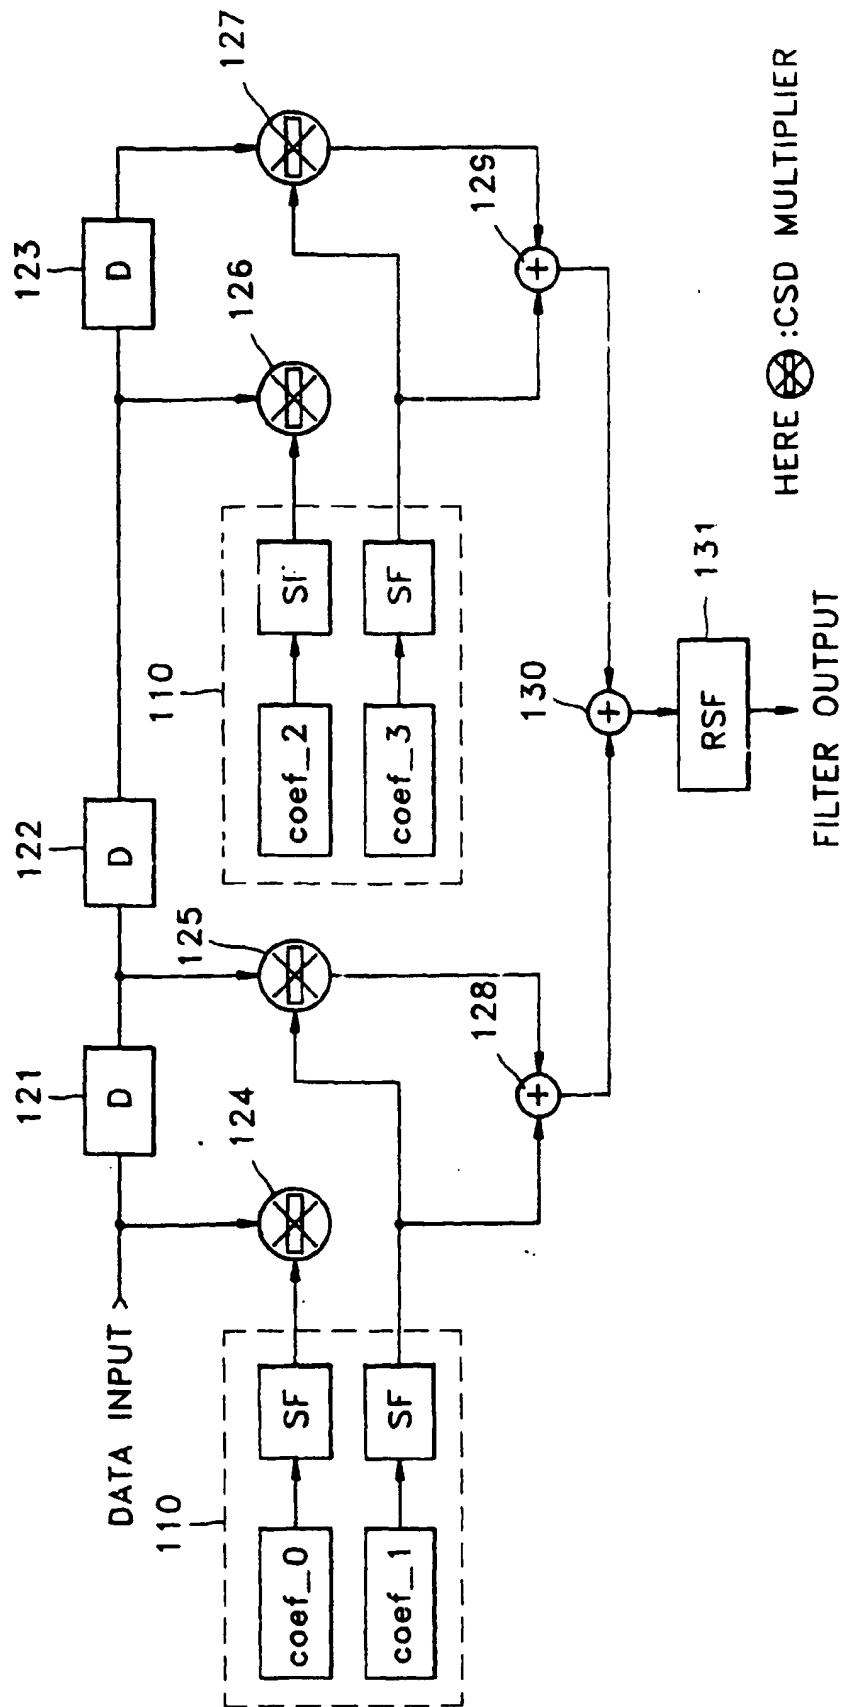 121
122
123
D
D
D
DATA INPUT
124
125
126
127
110
110
coef_0
SF
coef_2
SF
coef_1
SF
coef_3
SF
128
129
130
RSF
131
FILTER OUTPUT
HERE :CSD MULTIPLIER